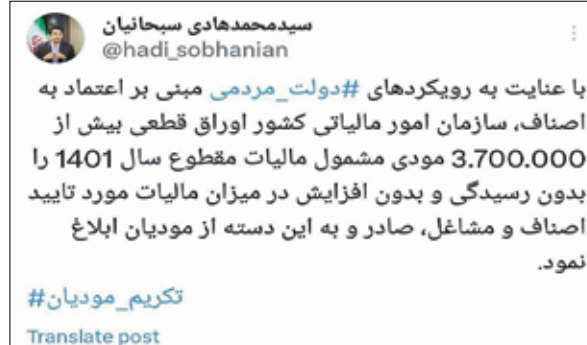 سیدمحمدهادی سبحانیان
@hadi_sobhanian
با عنایت به رویکردهای #دولت_مردمی مبنی بر اعتماد به
اصناف، سازمان امور مالیاتی کشور اوراق قطعی بیش از
3.700.000 مودی مشمول مالیات مقطوع سال 1401 را
بدون رسیدگی و بدون افزایش در میزان مالیات مورد تایید
اصناف و مشاغل، صادر و به این دسته از مودیان ابلاغ
نمود.
#تکریم_مودیان
Translate post